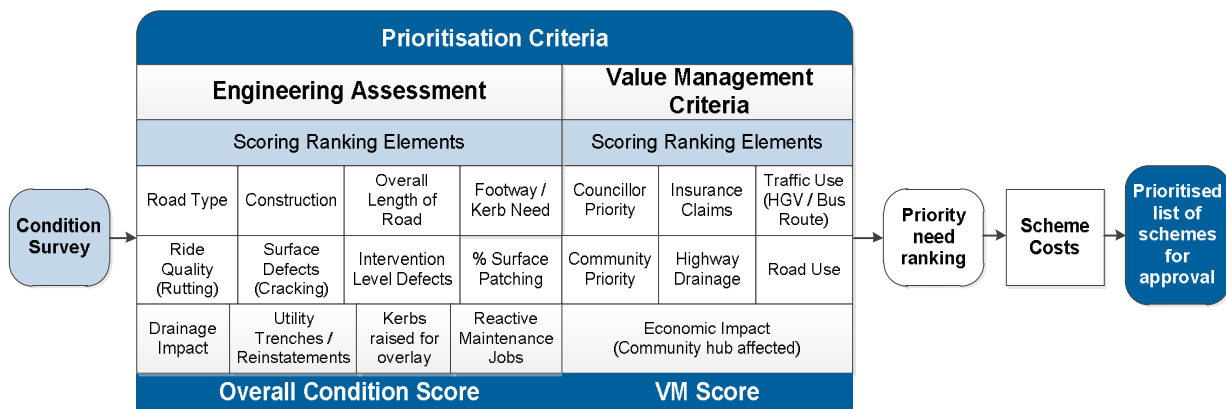 Prioritisation Criteria
Engineering Assessment
Value Management
Criteria
Scoring Ranking Elements
Scoring Ranking Elements
Condition
Survey
Road Type
Construction
Overall
Length of
Road
Footway /
Kerb Need
Councillor
Priority
Insurance
Claims
Traffic Use
(HGV / Bus
Route)
Ride
Quality
(Rutting)
Surface
Defects
(Cracking)
Intervention
Level Defects
% Surface
Patching
Community
Priority
Highway
Drainage
Road Use
Drainage
Impact
Utility
Trenches /
Reinstatements
Kerbs
raised for
overlay
Reactive
Maintenance
Jobs
Economic Impact
(Community hub affected)
Overall Condition Score
VM Score
Priority
need
ranking
Scheme
Costs
Prioritised
list of
schemes
for
approval